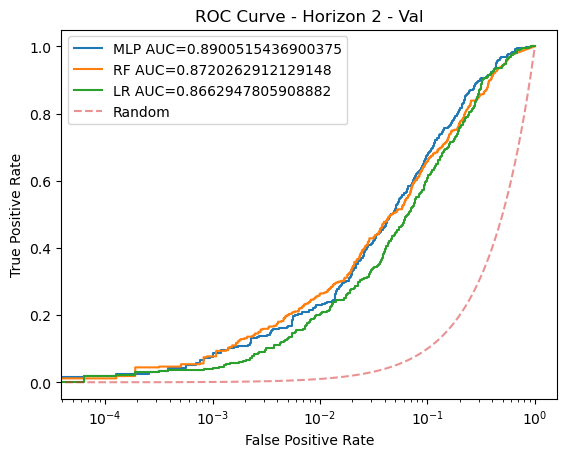 ROC Curve - Horizon 2 - Val
MLP AUC=0.8900515436900375
RF AUC=0.8720262912129148
LR AUC=0.8662947805908882
Random
True Positive Rate
1.0
0.8
0.6
0.4
0.2
0.0
10⁻⁴
10⁻³
10⁻²
10⁻¹
10⁰
False Positive Rate